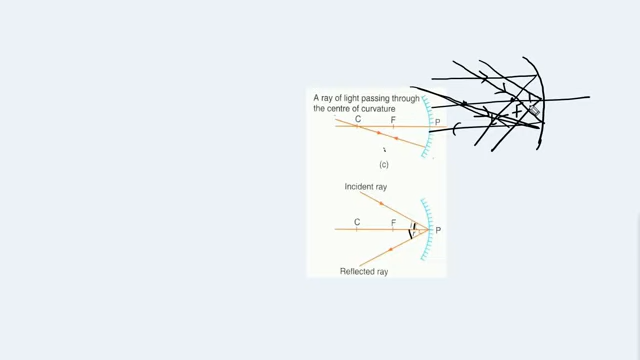 A ray of light passing through
the centre of curvature
C F P
(c)
Incident ray
C F P
Reflected ray